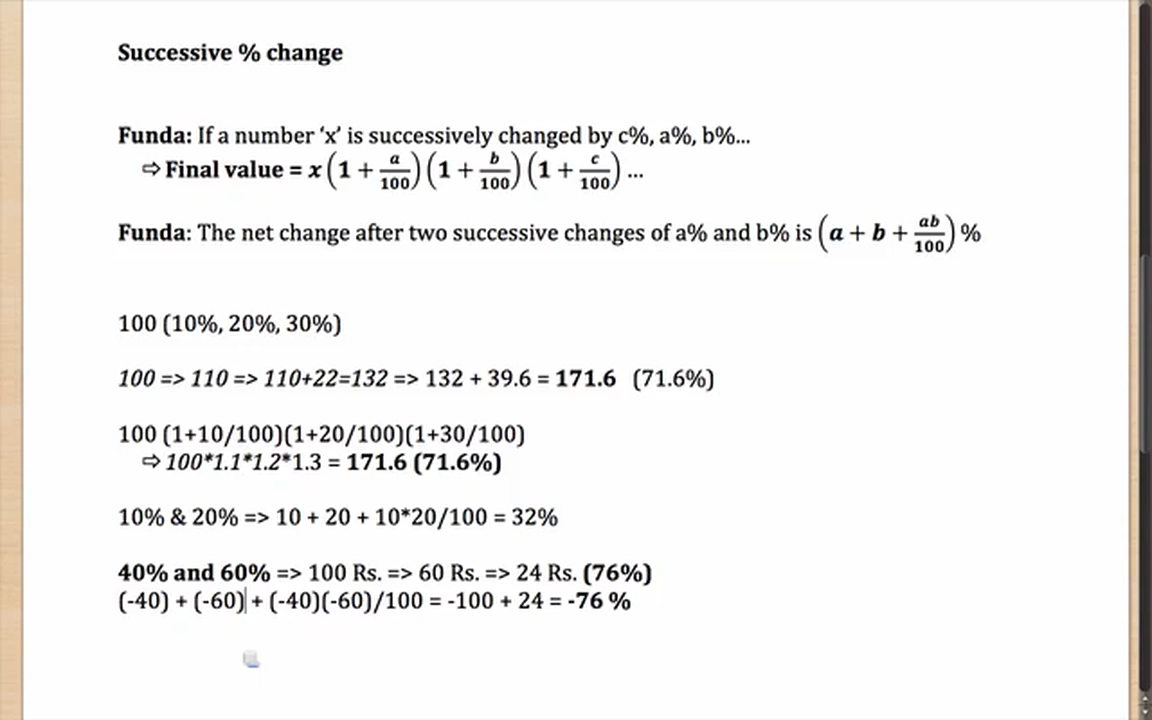 Successive % change
Funda: If a number ‘x’ is successively changed by c%, a%, b%...
⇨ Final value = x (1 + a/100) (1 + b/100) (1 + c/100) ...
Funda: The net change after two successive changes of a% and b% is (a + b + ab/100) %
100 (10%, 20%, 30%)
100 => 110 => 110+22=132 => 132 + 39.6 = 171.6 (71.6%)
100 (1+10/100)(1+20/100)(1+30/100)
⇨ 100*1.1*1.2*1.3 = 171.6 (71.6%)
10% & 20% => 10 + 20 + 10*20/100 = 32%
40% and 60% => 100 Rs. => 60 Rs. => 24 Rs. (76%)
(-40) + (-60) + (-40)(-60)/100 = -100 + 24 = -76 %